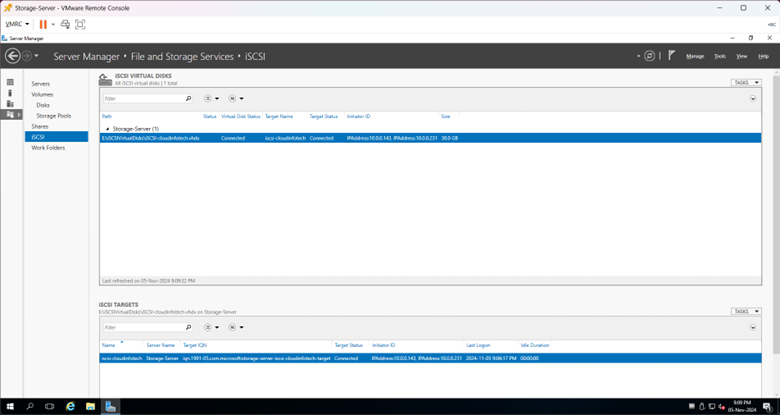 Storage-Server - VMware Remote Console
VMRC
Server Manager
Server Manager • File and Storage Services • iSCSI
Manage Tools View Help
Servers
Volumes
Disks
Storage Pools
Shares
iSCSI
Work Folders
iSCSI VIRTUAL DISKS
All iSCSI virtual disks | 1 total
TASKS
Filter
Path Status Virtual Disk Status Target Name Target Status Initiator ID Size
Storage-Server (1)
E:\iSCSIVirtualDisks\iSCSI-cloudinfotech.vhdx Connected iscsi-cloudinfotech Connected IPAddress:10.0.0.143, IPAddress:10.0.0.231 30.0 GB
Last refreshed on 05-Nov-2024 9:09:32 PM
iSCSI TARGETS
E:\iSCSIVirtualDisks\iSCSI-cloudinfotech.vhdx on Storage-Server
TASKS
Filter
Name Server Name Target IQN Target Status Initiator ID Last Logon Idle Duration
iscsi-cloudinfotech Storage-Server iqn.1991-05.com.microsoft:storage-server-iscsi-cloudinfotech-target Connected IPAddress:10.0.0.143, IPAddress:10.0.0.231 2024-11-05 9:06:17 PM 00:00:00
9:09 PM
05-Nov-2024